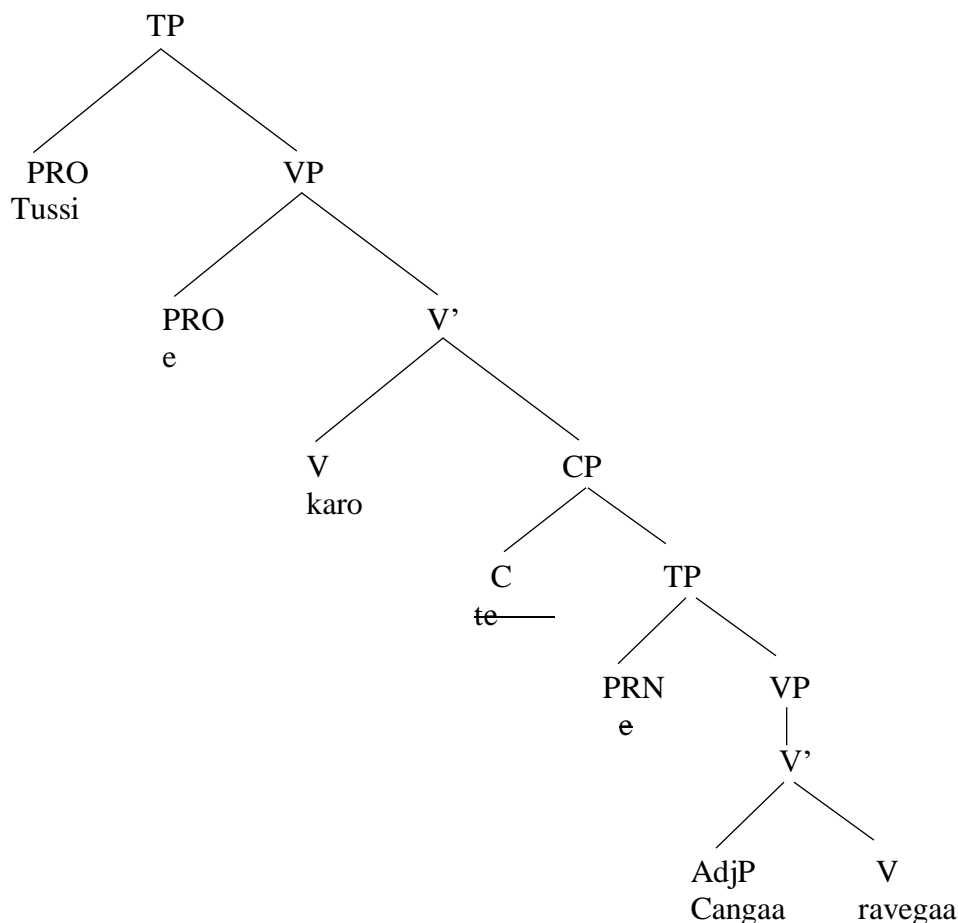 TP
PRO VP
Tussi
PRO V’
e
V CP
karo
C TP
te
PRN VP
e
V’
AdjP V
Cangaa ravegaa